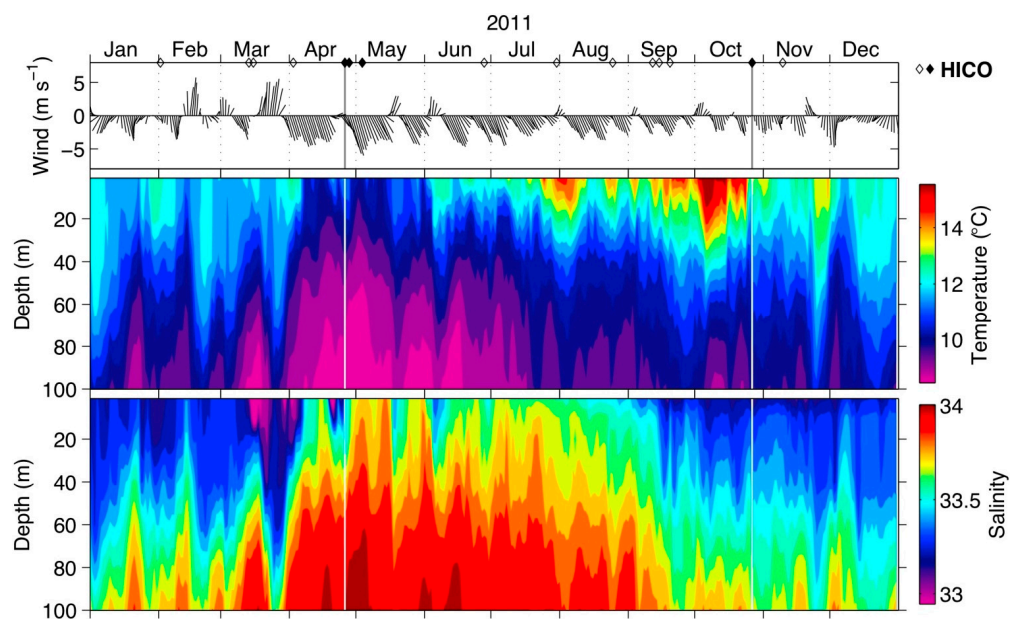 2011
Jan Feb Mar Apr May Jun Jul Aug Sep Oct Nov Dec
HICO
Wind (m s⁻¹)
5
0
−5
Depth (m)
20
40
60
80
100
Temperature (°C)
14
12
10
Depth (m)
20
40
60
80
100
Salinity
34
33.5
33